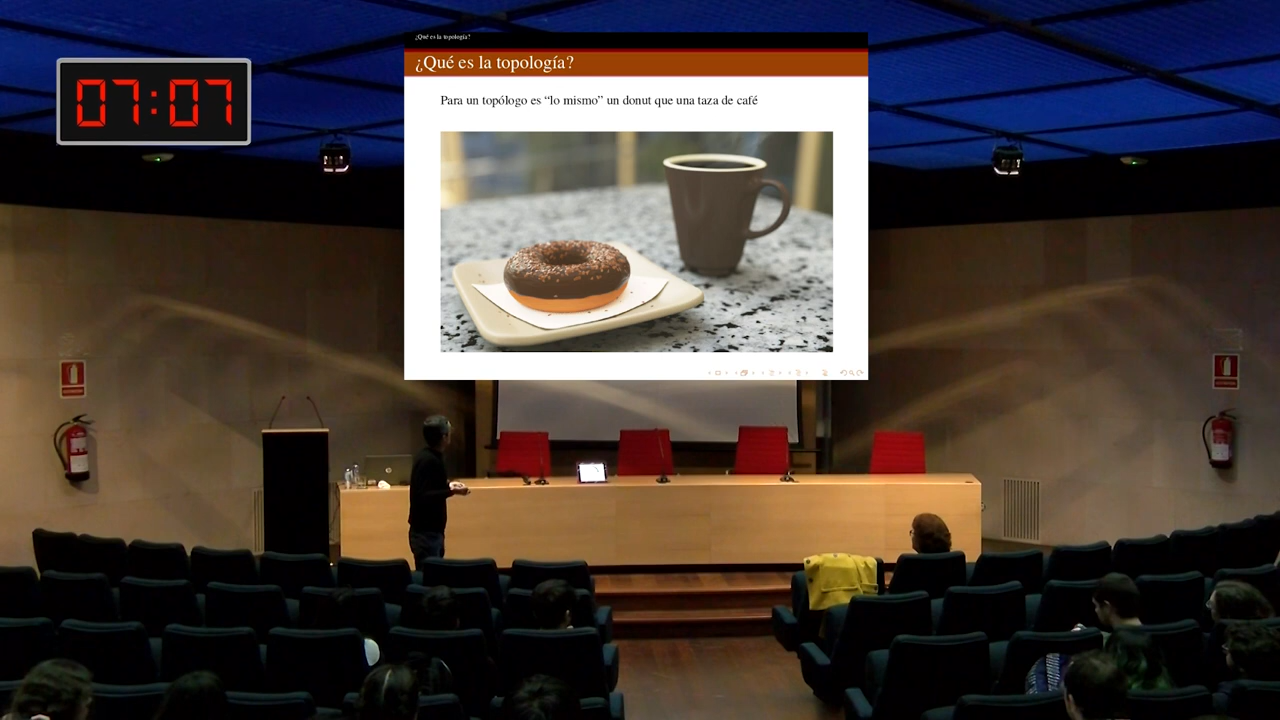 07:07
¿Qué es la topología?
¿Qué es la topología?
Para un topólogo es “lo mismo” un donut que una taza de café